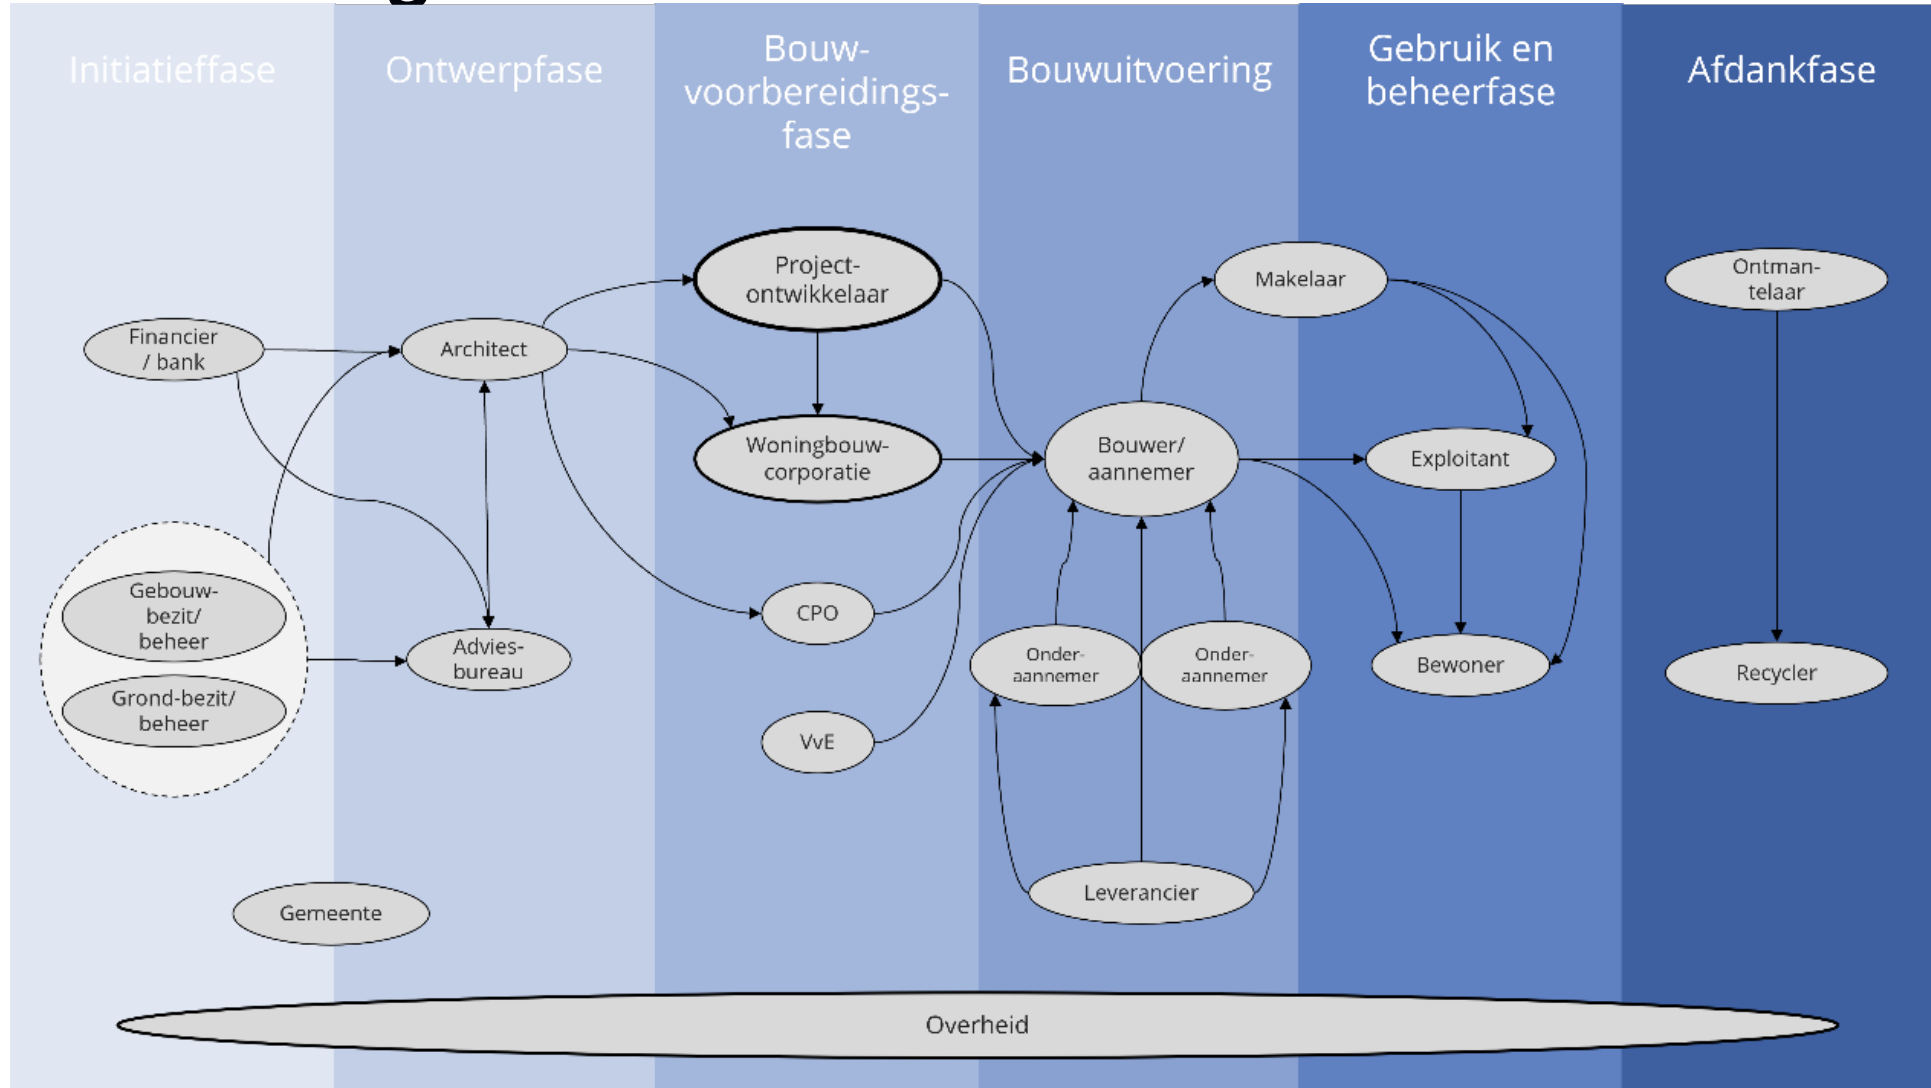 Initiatieffase
Ontwerpfase
Bouw-
voorbereidings-
fase
Bouwuitvoering
Gebruik en
beheerfase
Afdankfase
Financier
/ bank
Gebouw-
bezit/
beheer
Grond-bezit/
beheer
Gemeente
Architect
Advies-
bureau
Project-
ontwikkelaar
Woningbouw-
corporatie
CPO
VvE
Makelaar
Bouwer/
aannemer
Onder-
aannemer
Onder-
aannemer
Leverancier
Exploitant
Bewoner
Ontman-
telaar
Recycler
Overheid